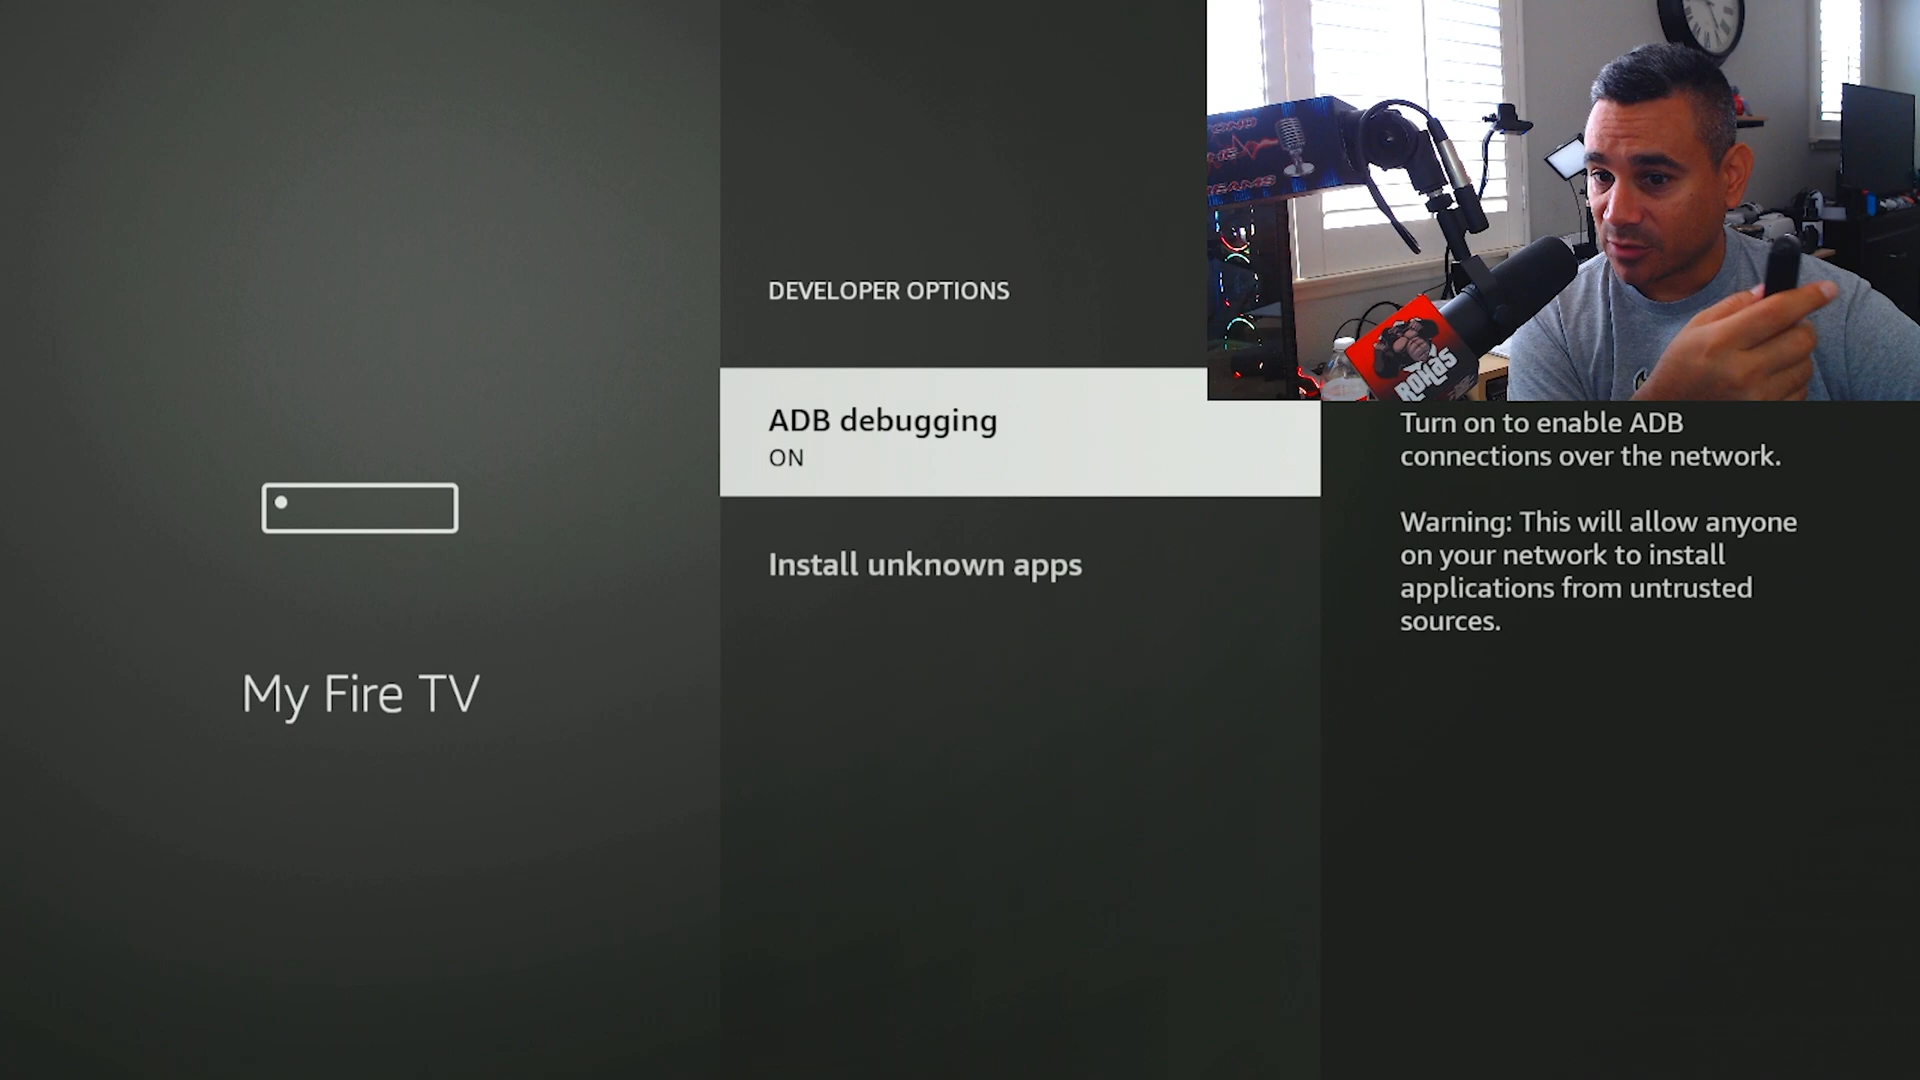 DEVELOPER OPTIONS
ADB debugging
ON
Install unknown apps
My Fire TV
Turn on to enable ADB
connections over the network.
Warning: This will allow anyone
on your network to install
applications from untrusted
sources.
ROKAS